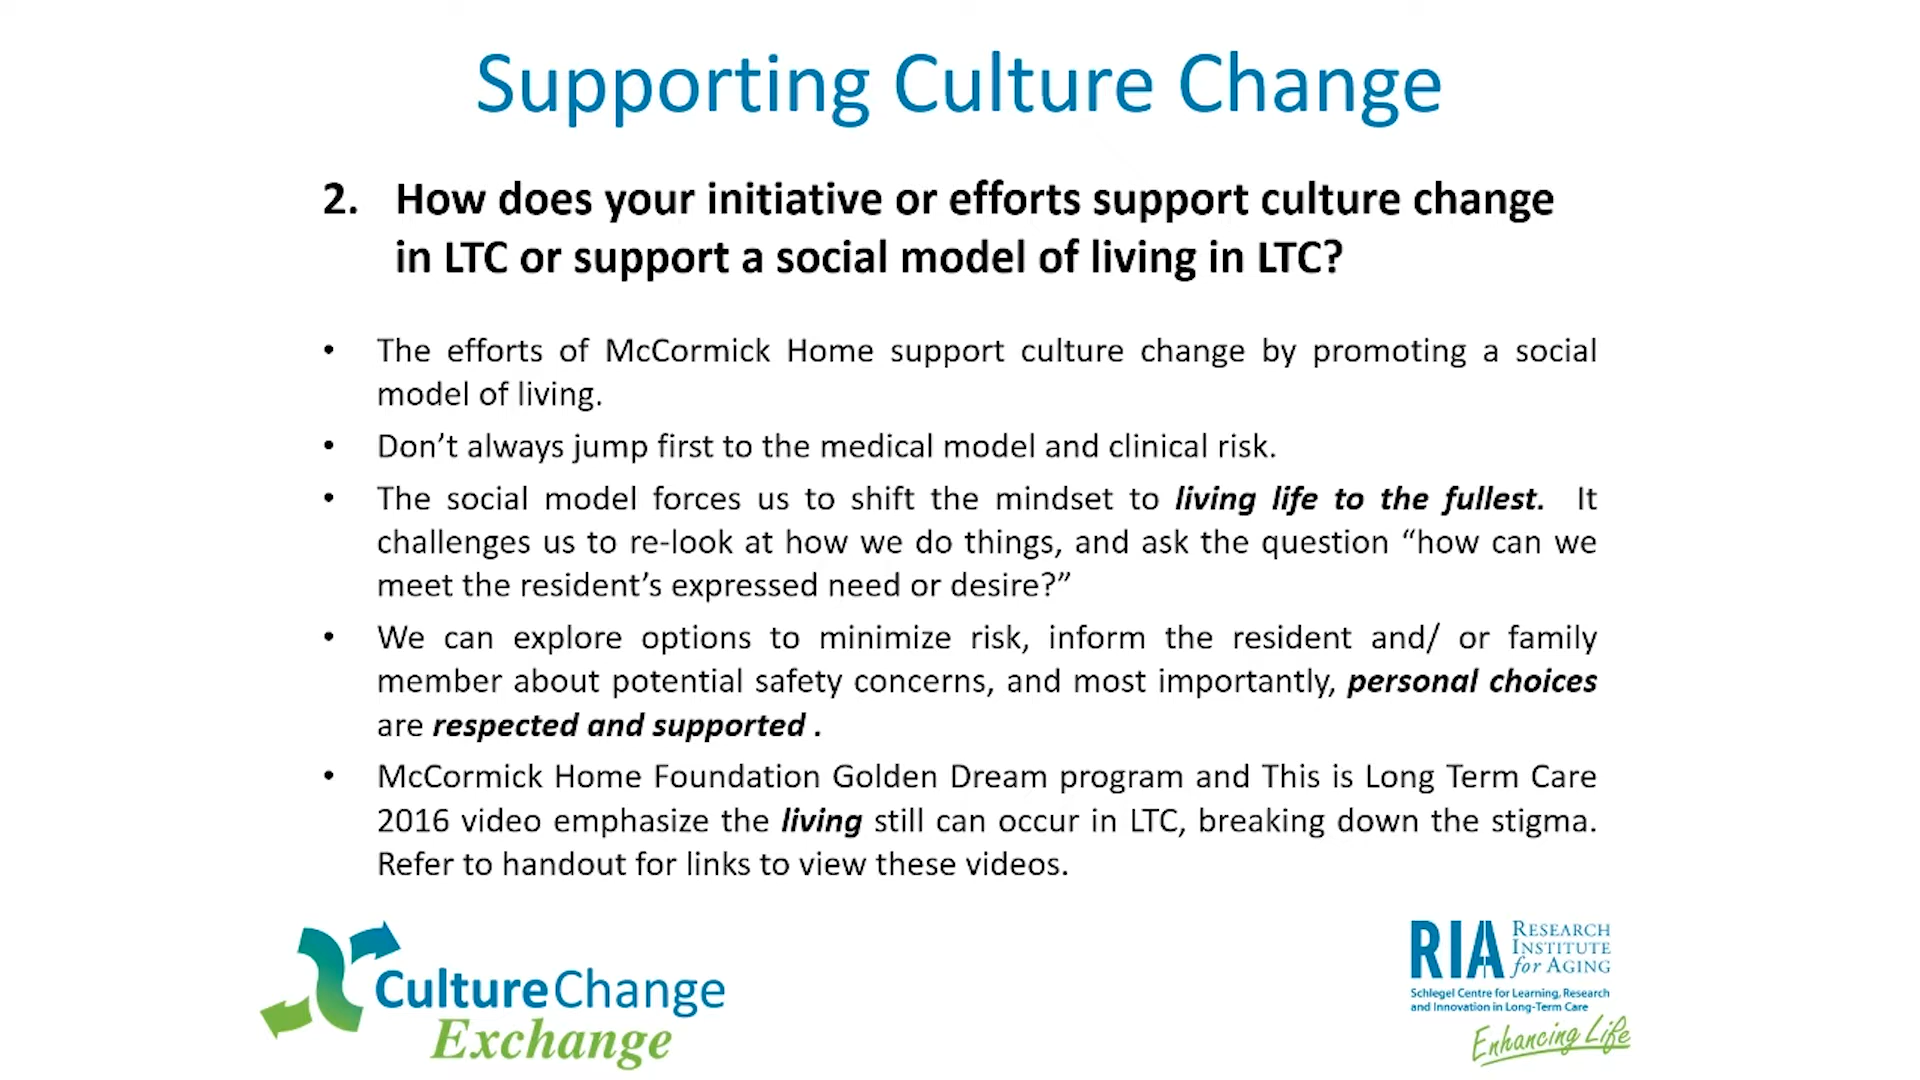 Supporting Culture Change
2. How does your initiative or efforts support culture change
in LTC or support a social model of living in LTC?
• The efforts of McCormick Home support culture change by promoting a social
model of living.
• Don’t always jump first to the medical model and clinical risk.
• The social model forces us to shift the mindset to living life to the fullest. It
challenges us to re-look at how we do things, and ask the question “how can we
meet the resident’s expressed need or desire?”
• We can explore options to minimize risk, inform the resident and/ or family
member about potential safety concerns, and most importantly, personal choices
are respected and supported .
• McCormick Home Foundation Golden Dream program and This is Long Term Care
2016 video emphasize the living still can occur in LTC, breaking down the stigma.
Refer to handout for links to view these videos.
CultureChange
Exchange
RIA
RESEARCH
INSTITUTE
for AGING
Schlegel Centre for Learning, Research
and Innovation in Long-Term Care
Enhancing Life